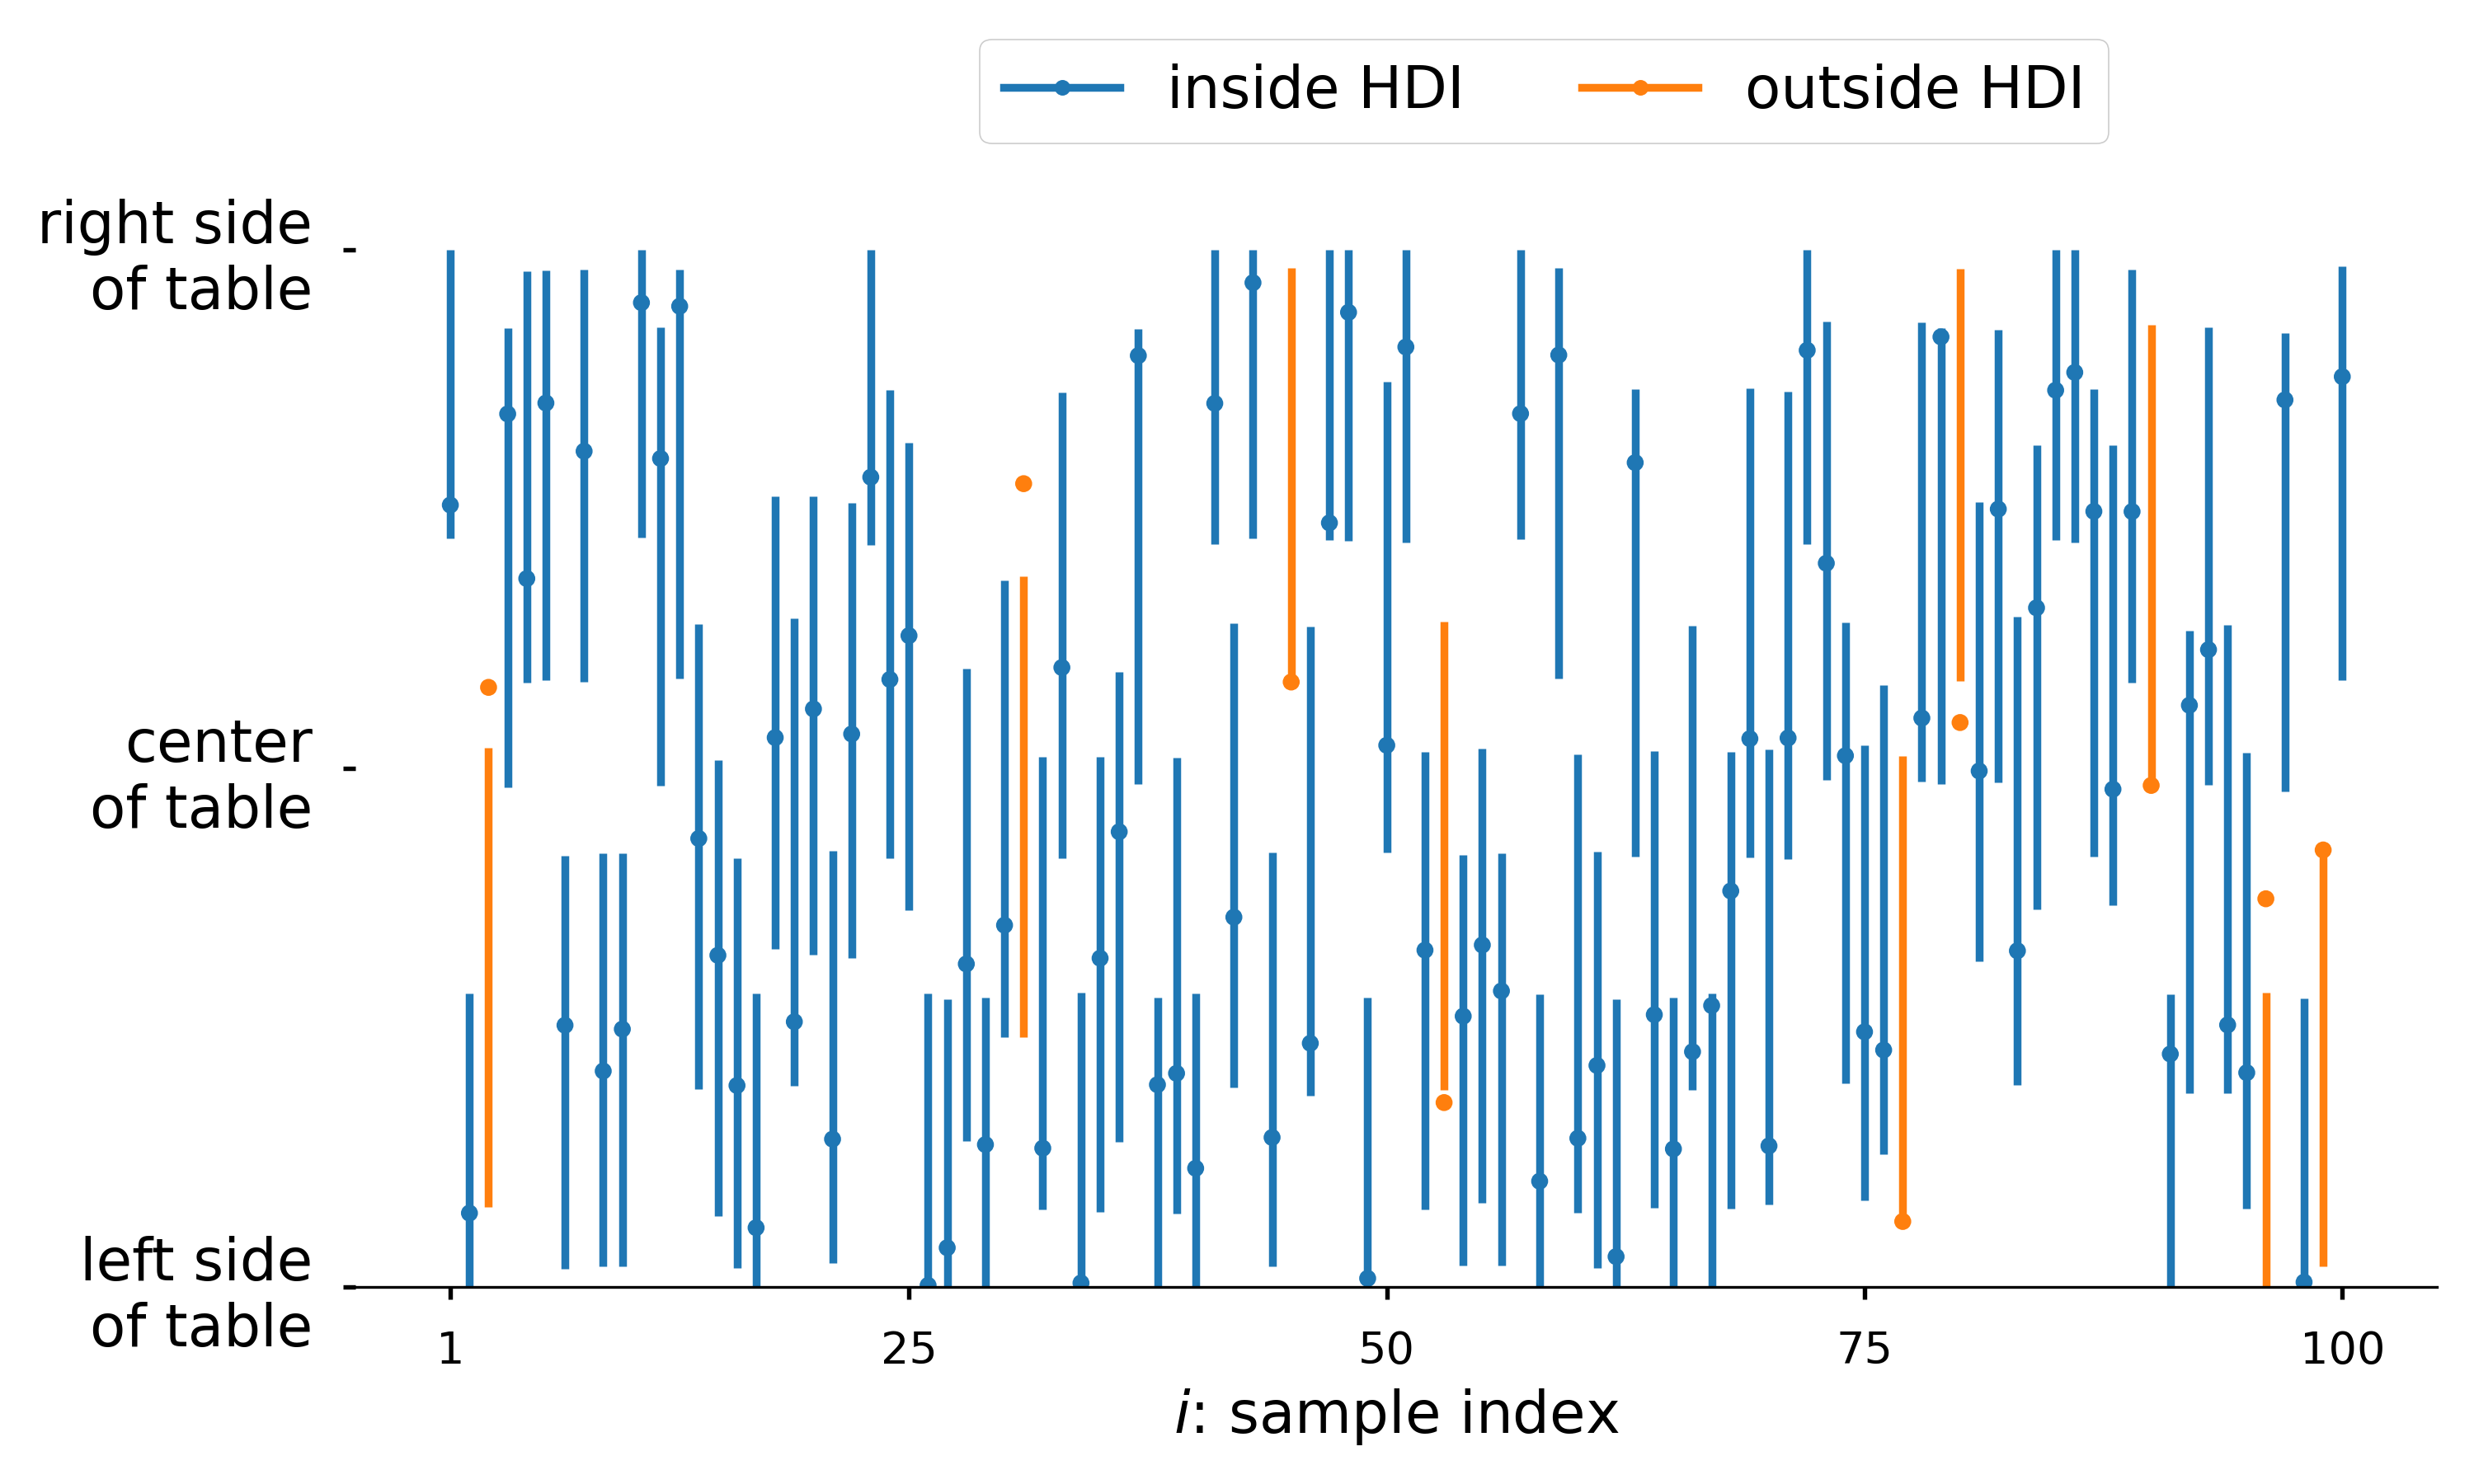 inside HDI
outside HDI
right side
of table
center
of table
left side
of table
1 25 50 75 100
i: sample index